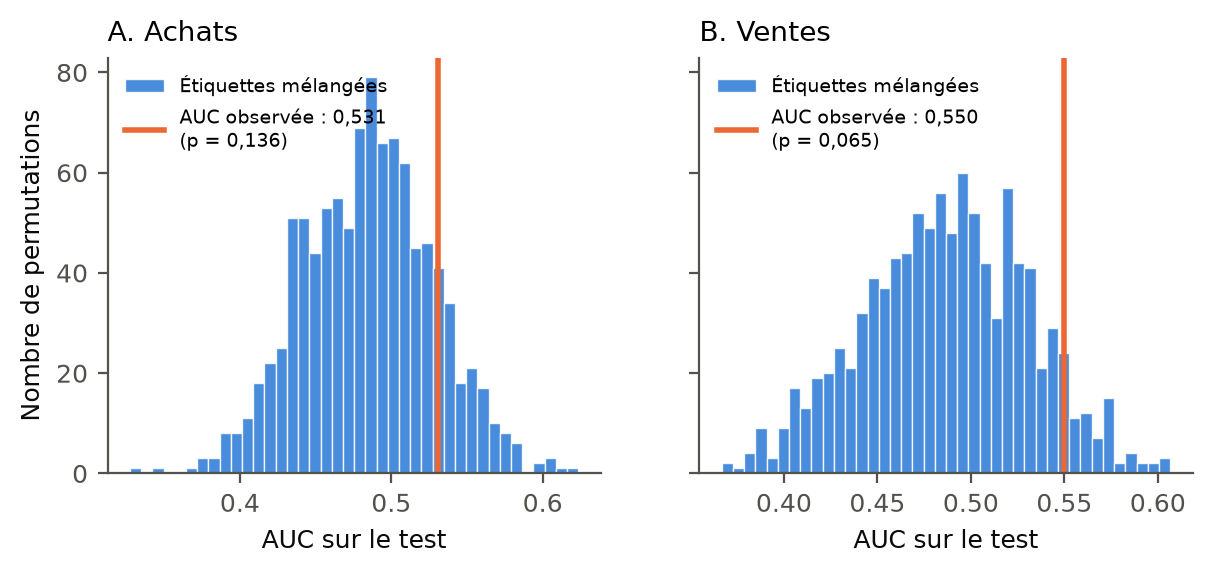 A. Achats
Étiquettes mélangées
AUC observée : 0,531
(p = 0,136)
Nombre de permutations
80
60
40
20
0
0.4
0.5
0.6
AUC sur le test
B. Ventes
Étiquettes mélangées
AUC observée : 0,550
(p = 0,065)
0.40
0.45
0.50
0.55
0.60
AUC sur le test